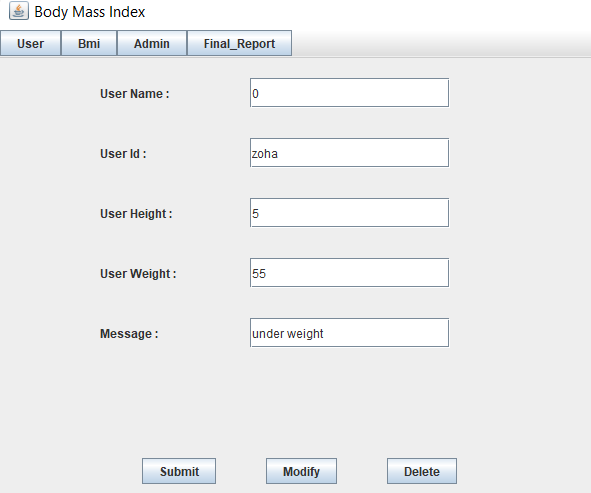 Body Mass Index
User Bmi Admin Final_Report
User Name : 0
User Id : zoha
User Height : 5
User Weight : 55
Message : under weight
Submit Modify Delete